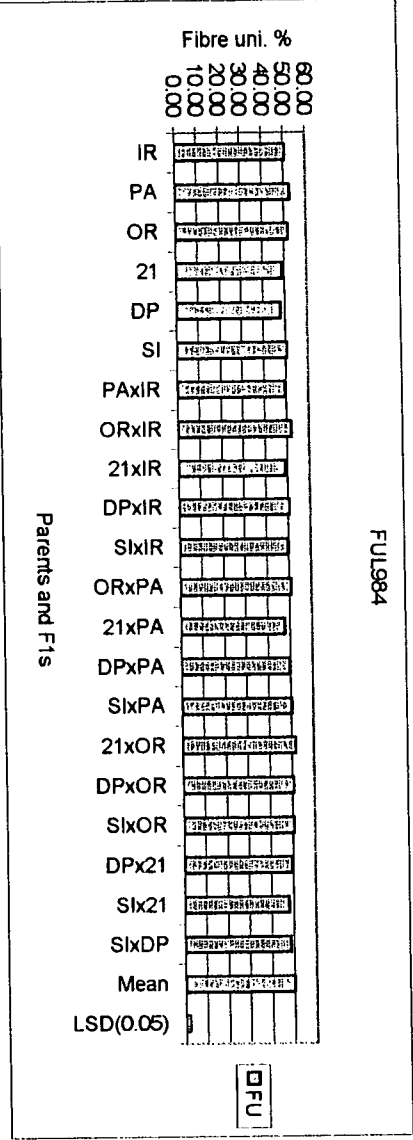 FUL984
Fibre uni. %
60.00
50.00
40.00
30.00
20.00
10.00
0.00
IR
PA
OR
21
DP
SI
PAxIR
ORxIR
21xIR
DPxIR
SIxIR
ORxPA
21xPA
DPxPA
SIxPA
21xOR
DPxOR
SIxOR
DPx21
SIx21
SIxDP
Mean
LSD(0.05)
Parents and F1s
FU